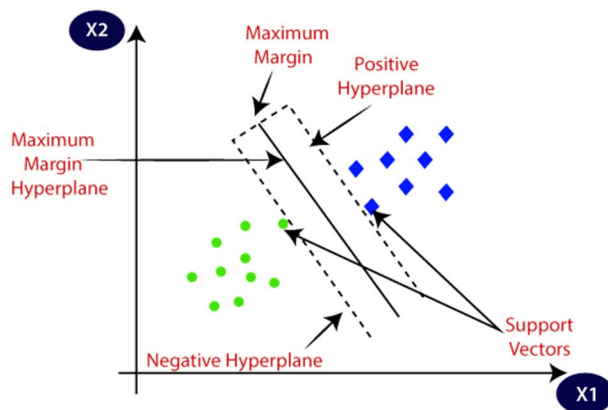 X2
Maximum
Margin
Positive
Hyperplane
Maximum
Margin
Hyperplane
Support
Vectors
Negative Hyperplane
X1